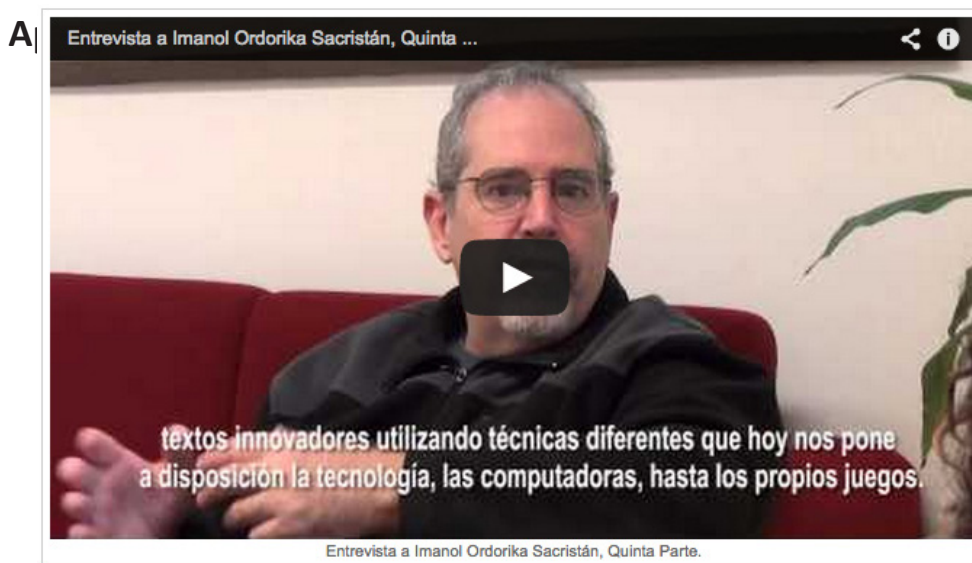 Entrevista a Imanol Ordorika Sacristán, Quinta ...
textos innovadores utilizando técnicas diferentes que hoy nos pone
a disposición la tecnología, las computadoras, hasta los propios juegos.
Entrevista a Imanol Ordorika Sacristán, Quinta Parte.